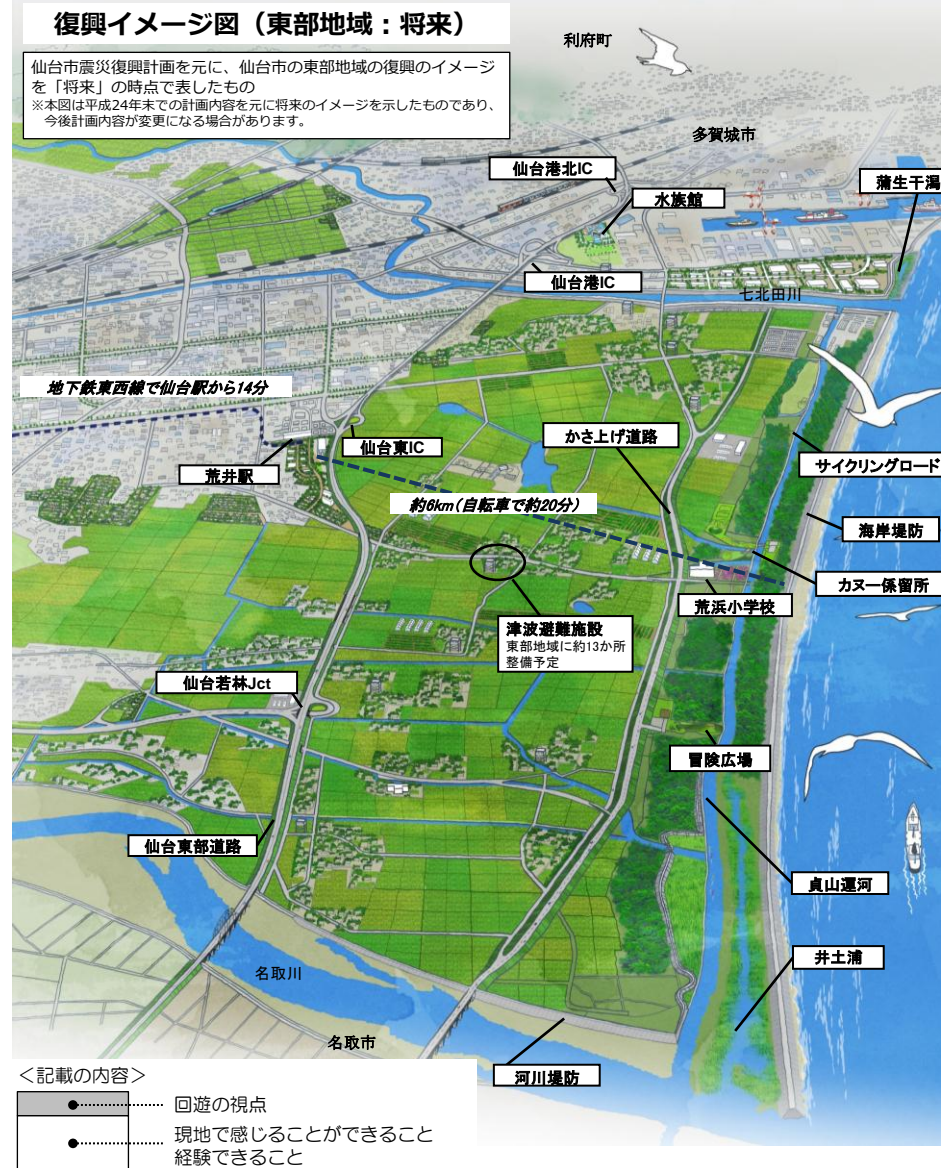 復興イメージ図（東部地域：将来）
仙台市震災復興計画を元に、仙台市の東部地域の復興のイメージ
を「将来」の時点で表したもの
※本図は平成24年末での計画内容を元に将来のイメージを示したものであり、
今後計画内容が変更になる場合があります。
利府町
多賀城市
仙台港北IC
水族館
蒲生干潟
仙台港IC
七北田川
地下鉄東西線で仙台駅から14分
仙台東IC
かさ上げ道路
荒井駅
サイクリングロード
約6km（自転車で約20分）
海岸堤防
カヌー係留所
荒浜小学校
津波避難施設
東部地域に約13か所
整備予定
仙台若林Jct
冒険広場
仙台東部道路
貞山運河
井土浦
名取川
名取市
河川堤防
＜記載の内容＞
回遊の視点
現地で感じることができること
経験できること